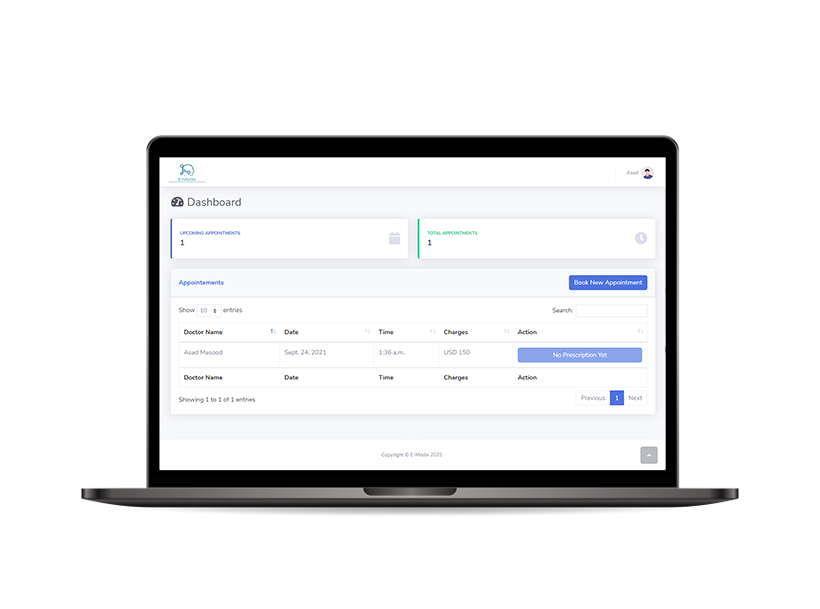 E-Media
Asad
Dashboard
UPCOMING APPOINTMENTS
1
TOTAL APPOINTMENTS
1
Appointements
Book New Appointment
Show 10 entries
Search:
Doctor Name Date Time Charges Action
Asad Masood Sept. 24, 2021 1:36 a.m. USD 150 No Prescription Yet
Doctor Name Date Time Charges Action
Showing 1 to 1 of 1 entries
Previous 1 Next
Copyright © E-Media 2021